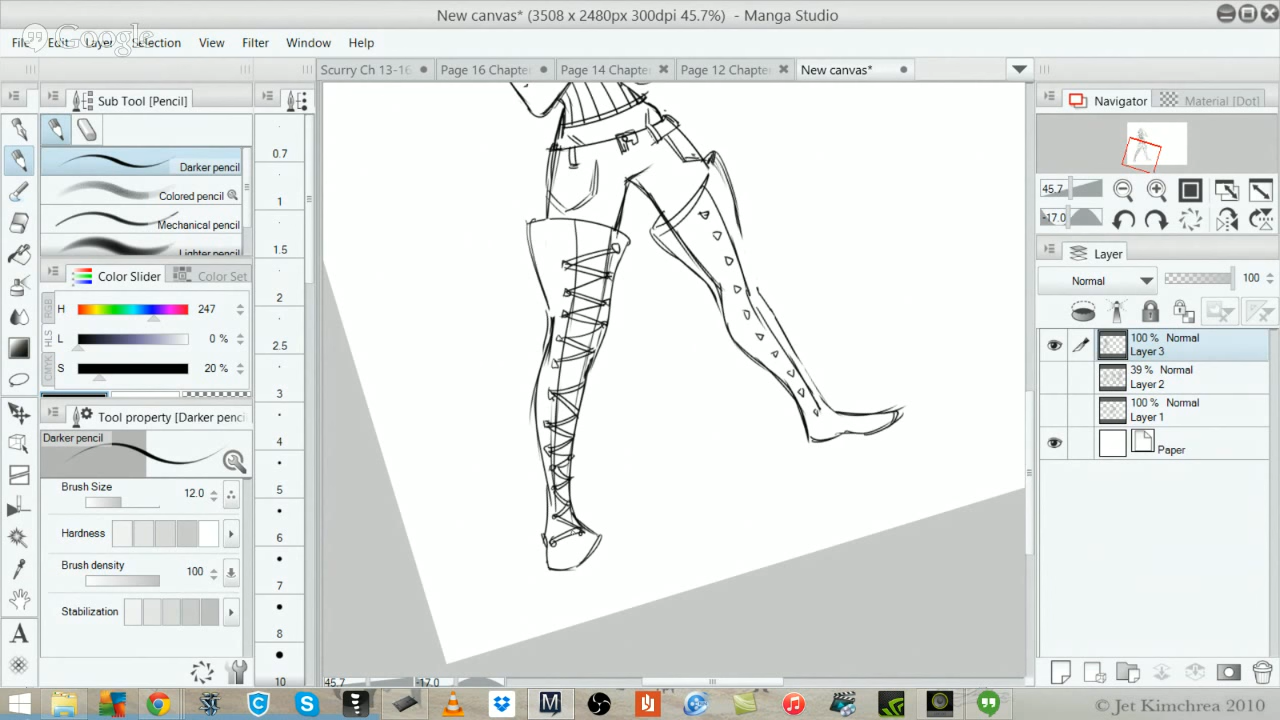 New canvas* (3508 x 2480px 300dpi 45.7%) - Manga Studio
File Edit Layer Selection View Filter Window Help
Google
Scurry Ch 13-16 Page 16 Chapte Page 14 Chapte Page 12 Chapte New canvas*
Sub Tool [Pencil]
Navigator Material [Dot]
Darker pencil
Colored pencil
Mechanical pencil
Lighter pencil
0.7
1
1.5
2
2.5
3
4
5
6
7
8
10
45.7
-17.0
Color Slider Color Set
RGB
HLS
CMYK
H 247
L 0 %
S 20 %
Layer
Normal 100
100 % Normal
Layer 3
39 % Normal
Layer 2
100 % Normal
Layer 1
Paper
Tool property [Darker penci
Darker pencil
Brush Size 12.0
Hardness
Brush density 100
Stabilization
A
45.7 -17.0
© Jet Kimchrea 2010